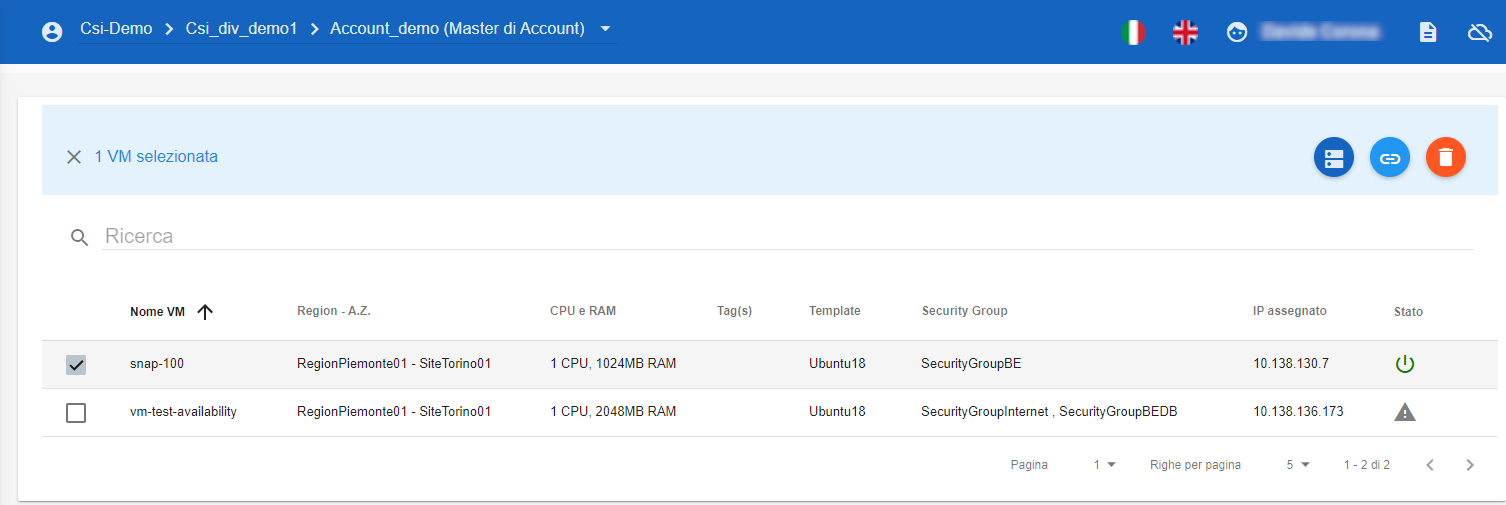 Csi-Demo > Csi_div_demo1 > Account_demo (Master di Account)
1 VM selezionata
Ricerca
Nome VM Region - A.Z. CPU e RAM Tag(s) Template Security Group IP assegnato Stato
snap-100 RegionPiemonte01 - SiteTorino01 1 CPU, 1024MB RAM Ubuntu18 SecurityGroupBE 10.138.130.7
vm-test-availability RegionPiemonte01 - SiteTorino01 1 CPU, 2048MB RAM Ubuntu18 SecurityGroupInternet , SecurityGroupBEDB 10.138.136.173
Pagina 1 Righe per pagina 5 1 - 2 di 2